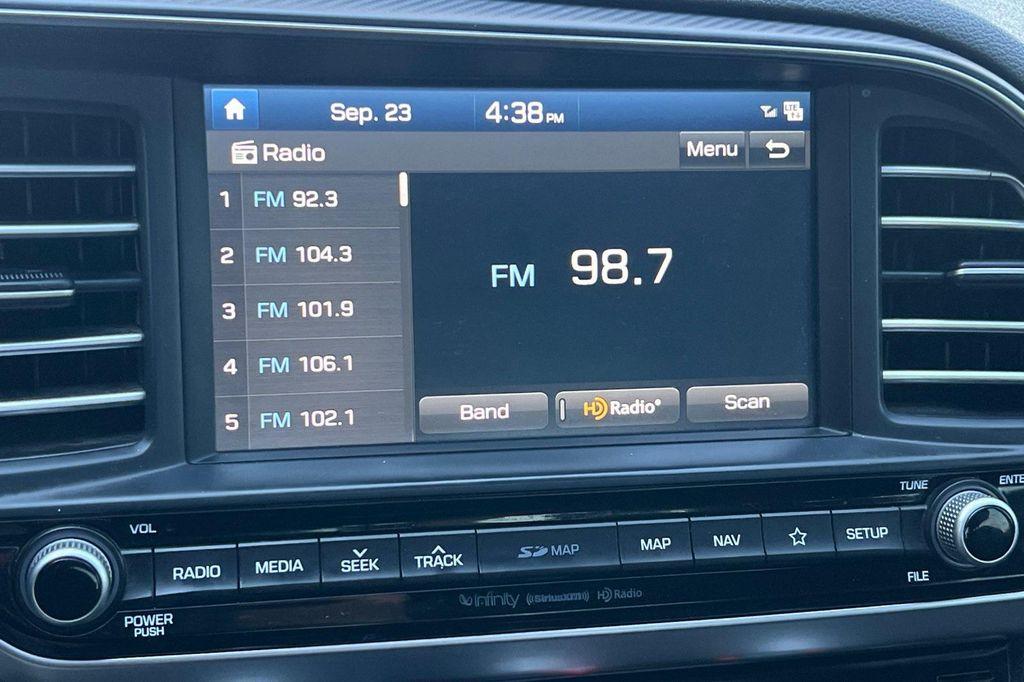 Sep. 23 4:38 PM LTE
Radio Menu
1 FM 92.3
2 FM 104.3
3 FM 101.9
4 FM 106.1
5 FM 102.1
FM 98.7
Band HD Radio® Scan
VOL
TUNE ENTE
RADIO MEDIA SEEK TRACK SD MAP MAP NAV SETUP
POWER
PUSH
FILE
infinity ((SiriusXM)) HD Radio